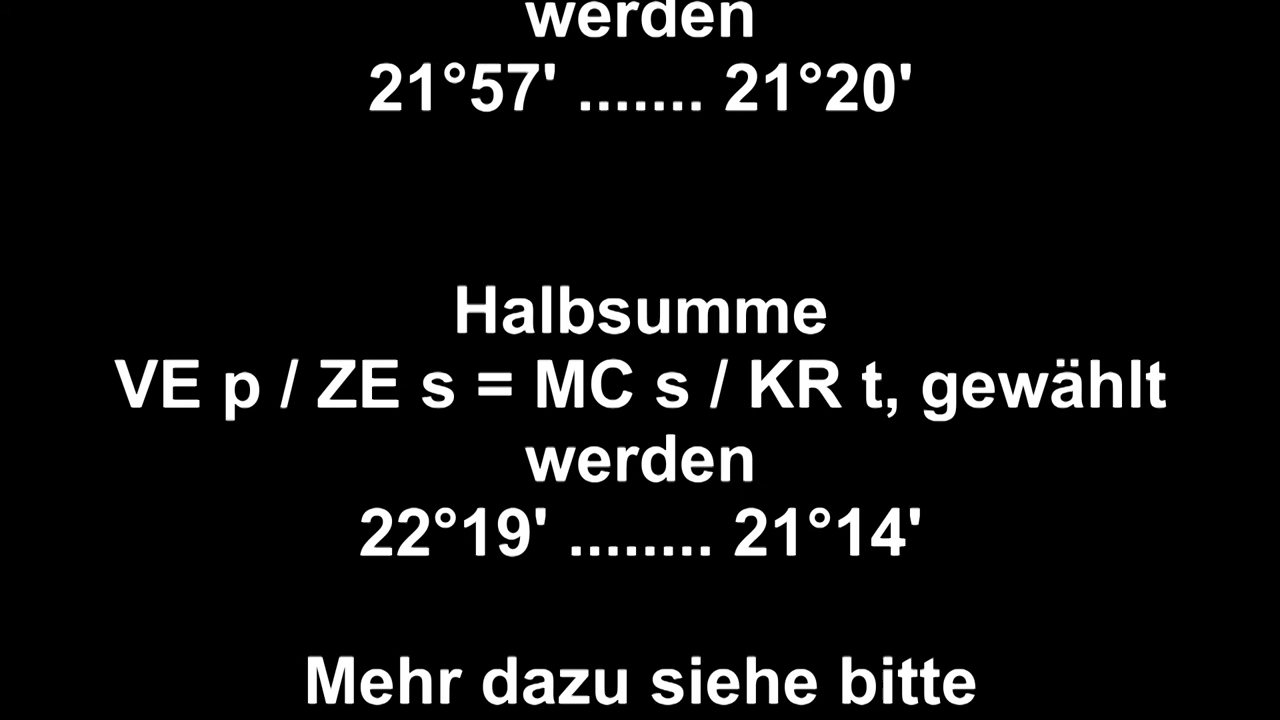 werden
21°57' ....... 21°20'
Halbsumme
VE p / ZE s = MC s / KR t, gewählt
werden
22°19' ........ 21°14'
Mehr dazu siehe bitte